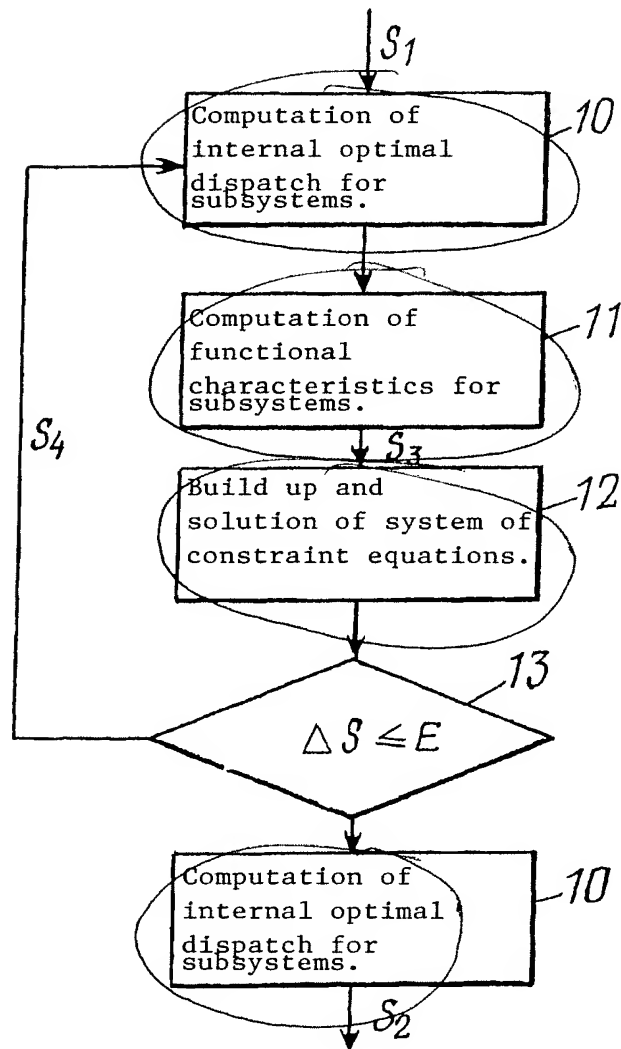 S1
Computation of
internal optimal
dispatch for
subsystems.
10
Computation of
functional
characteristics for
subsystems.
11
S4
S3
Build up and
solution of system of
constraint equations.
12
13
△ S ≤ E
Computation of
internal optimal
dispatch for
subsystems.
10
S2